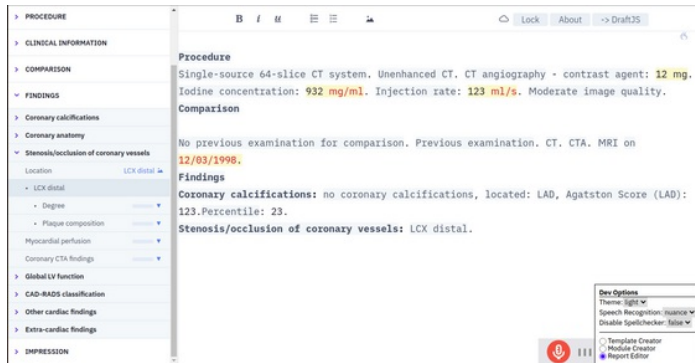 PROCEDURE
CLINICAL INFORMATION
COMPARISON
FINDINGS
Coronary calcifications
Coronary anatomy
Stenosis/occlusion of coronary vessels
Location LCX distal
LCX distal
Degree
Plaque composition
Myocardial perfusion
Coronary CTA findings
Global LV function
CAD-RADS classification
Other cardiac findings
Extra-cardiac findings
IMPRESSION
B i u Lock About -> DraftJS
Procedure
Single-source 64-slice CT system. Unenhanced CT. CT angiography - contrast agent: 12 mg.
Iodine concentration: 932 mg/ml. Injection rate: 123 ml/s. Moderate image quality.
Comparison
No previous examination for comparison. Previous examination. CT. CTA. MRI on
12/03/1998.
Findings
Coronary calcifications: no coronary calcifications, located: LAD, Agatston Score (LAD):
123.Percentile: 23.
Stenosis/occlusion of coronary vessels: LCX distal.
Dev Options
Theme: light
Speech Recognition: nuance
Disable Spellchecker: false
Template Creator
Module Creator
Report Editor